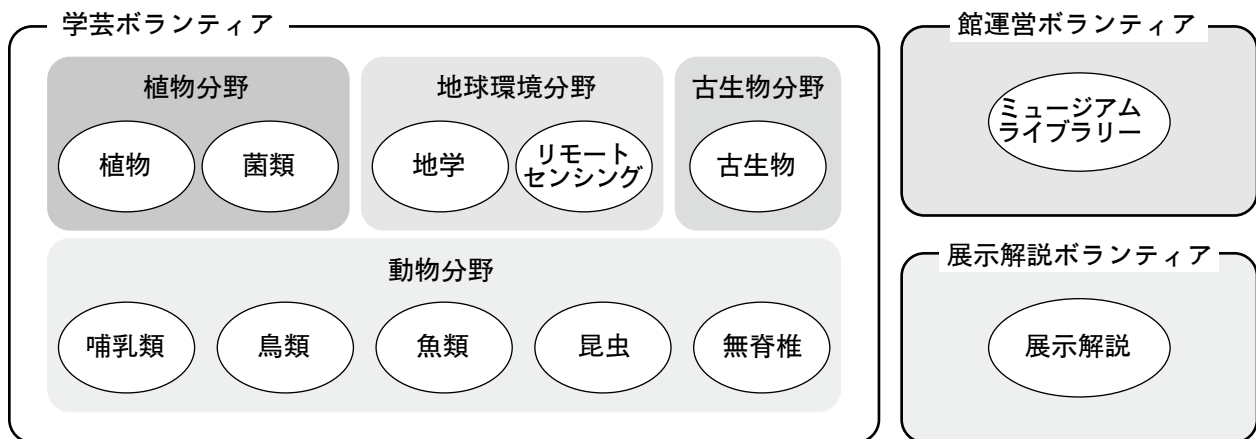 学芸ボランティア
植物分野
植物
菌類
地球環境分野
地学
リモート
センシング
古生物分野
古生物
動物分野
哺乳類
鳥類
魚類
昆虫
無脊椎
館運営ボランティア
ミュージアム
ライブラリー
展示解説ボランティア
展示解説